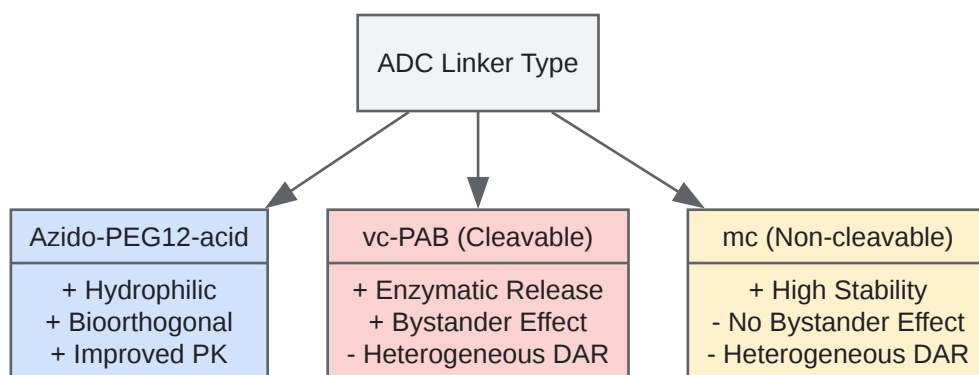 ADC Linker Type
Azido-PEG12-acid
+ Hydrophilic
+ Bioorthogonal
+ Improved PK
vc-PAB (Cleavable)
+ Enzymatic Release
+ Bystander Effect
- Heterogeneous DAR
mc (Non-cleavable)
+ High Stability
- No Bystander Effect
- Heterogeneous DAR